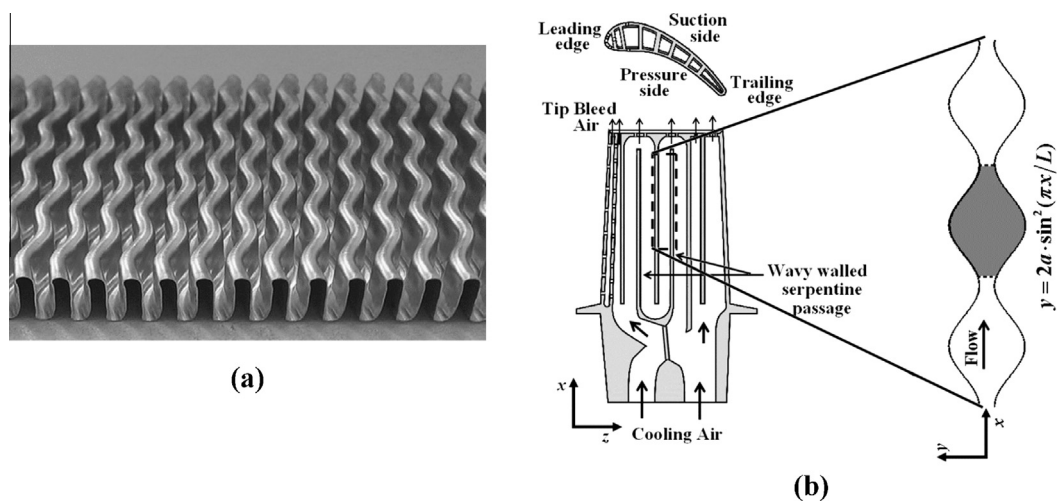 Leading
edge
Suction
side
Pressure
side
Trailing
edge
Tip Bleed
Air
Wavy walled
serpentine
passage
x
z
Cooling Air
Flow
y = 2a · sin² (πx/L)
x
y
(a)
(b)